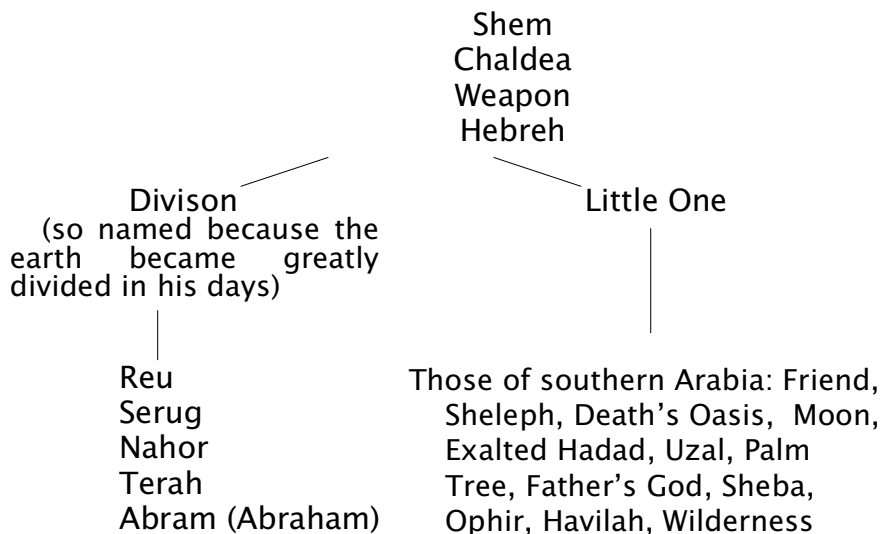 Shem
Chaldea
Weapon
Hebreh
Divison
(so named because the
earth became greatly
divided in his days)
Reu
Serug
Nahor
Terah
Abram (Abraham)
Little One
Those of southern Arabia: Friend,
Sheleph, Death’s Oasis, Moon,
Exalted Hadad, Uzal, Palm
Tree, Father’s God, Sheba,
Ophir, Havilah, Wilderness